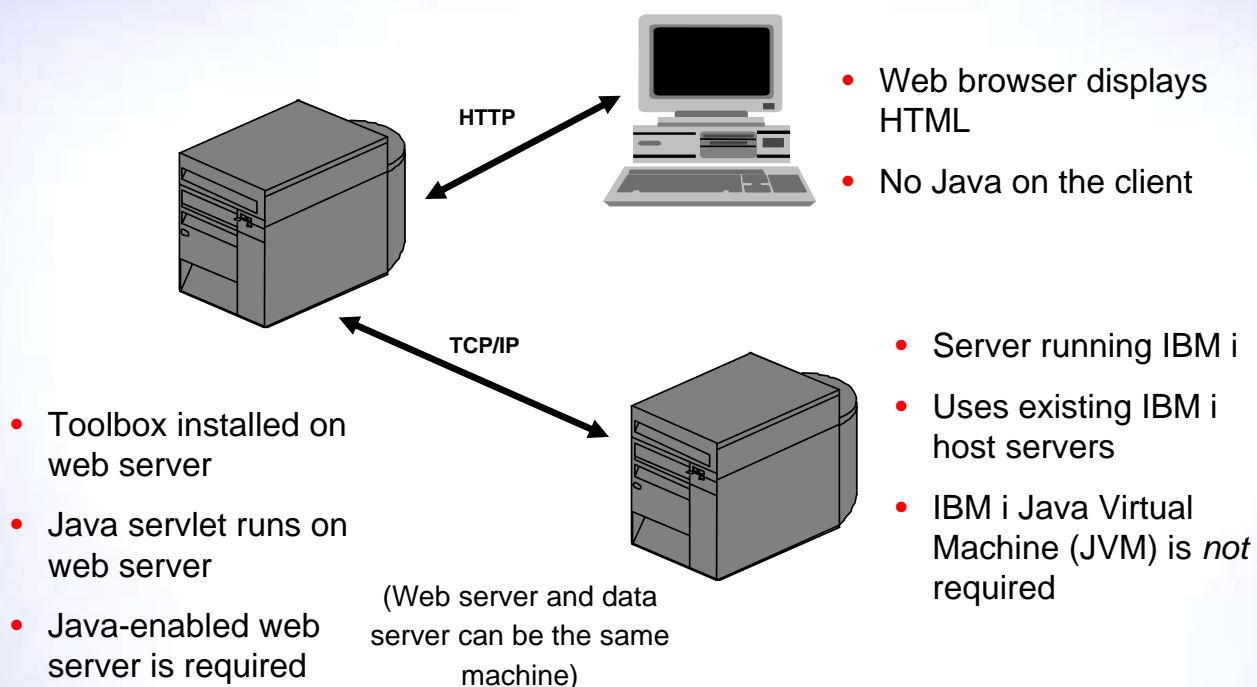 HTTP
• Web browser displays
HTML
• No Java on the client
TCP/IP
• Server running IBM i
• Uses existing IBM i
host servers
• IBM i Java Virtual
Machine (JVM) is not
required
• Toolbox installed on
web server
• Java servlet runs on
web server
• Java-enabled web
server is required
(Web server and data
server can be the same
machine)